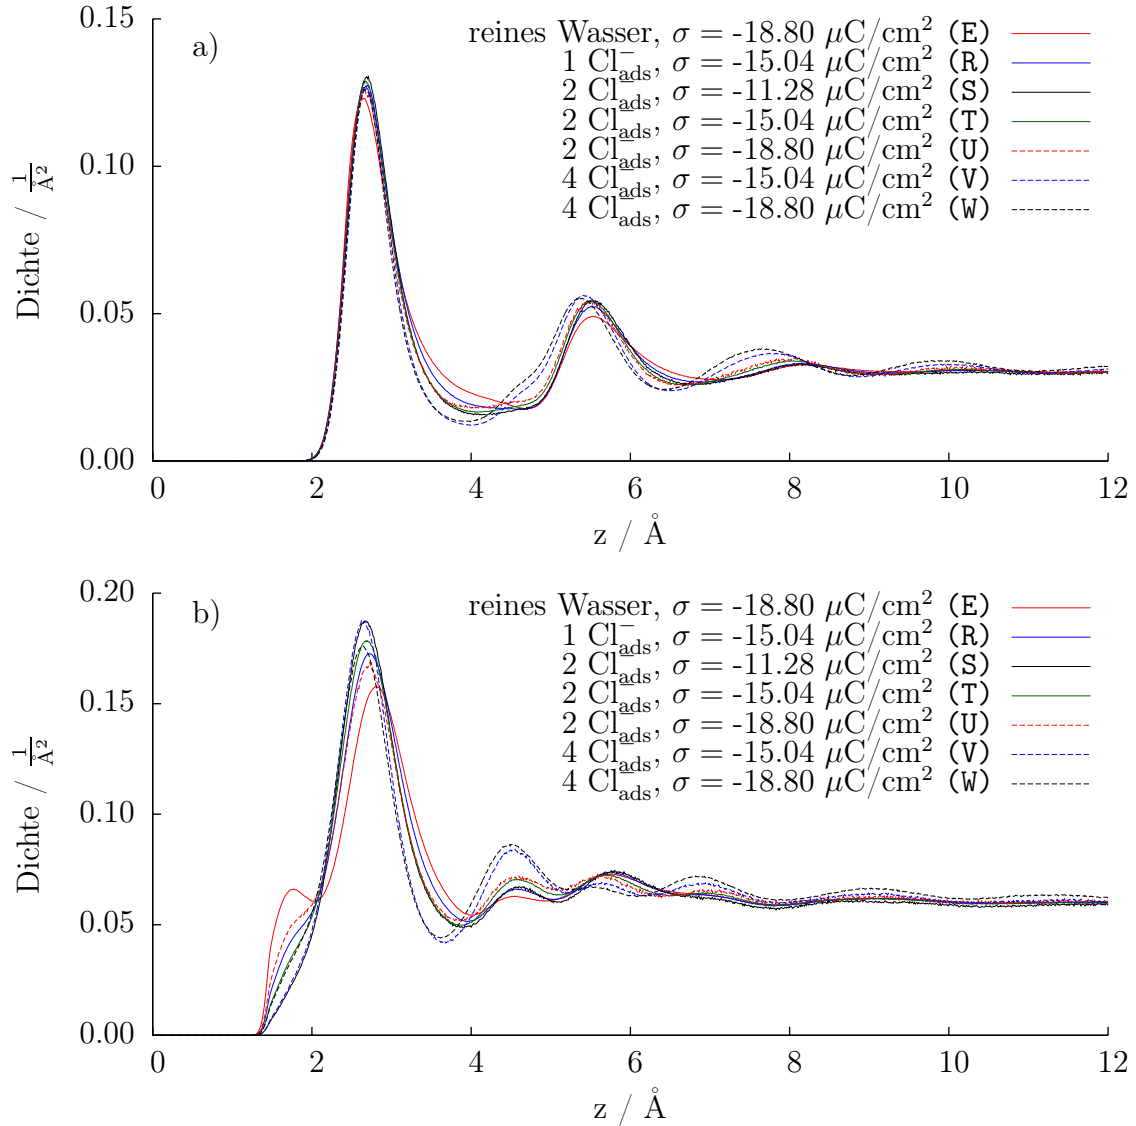 a)
reines Wasser, σ = -18.80 μC/cm² (E)
1 Cl⁻ads, σ = -15.04 μC/cm² (R)
2 Cl⁻ads, σ = -11.28 μC/cm² (S)
2 Cl⁻ads, σ = -15.04 μC/cm² (T)
2 Cl⁻ads, σ = -18.80 μC/cm² (U)
4 Cl⁻ads, σ = -15.04 μC/cm² (V)
4 Cl⁻ads, σ = -18.80 μC/cm² (W)
0.15
0.10
0.05
0.00
Dichte / 1/Å²
0 2 4 6 8 10 12
z / Å
b)
reines Wasser, σ = -18.80 μC/cm² (E)
1 Cl⁻ads, σ = -15.04 μC/cm² (R)
2 Cl⁻ads, σ = -11.28 μC/cm² (S)
2 Cl⁻ads, σ = -15.04 μC/cm² (T)
2 Cl⁻ads, σ = -18.80 μC/cm² (U)
4 Cl⁻ads, σ = -15.04 μC/cm² (V)
4 Cl⁻ads, σ = -18.80 μC/cm² (W)
0.20
0.15
0.10
0.05
0.00
Dichte / 1/Å²
0 2 4 6 8 10 12
z / Å